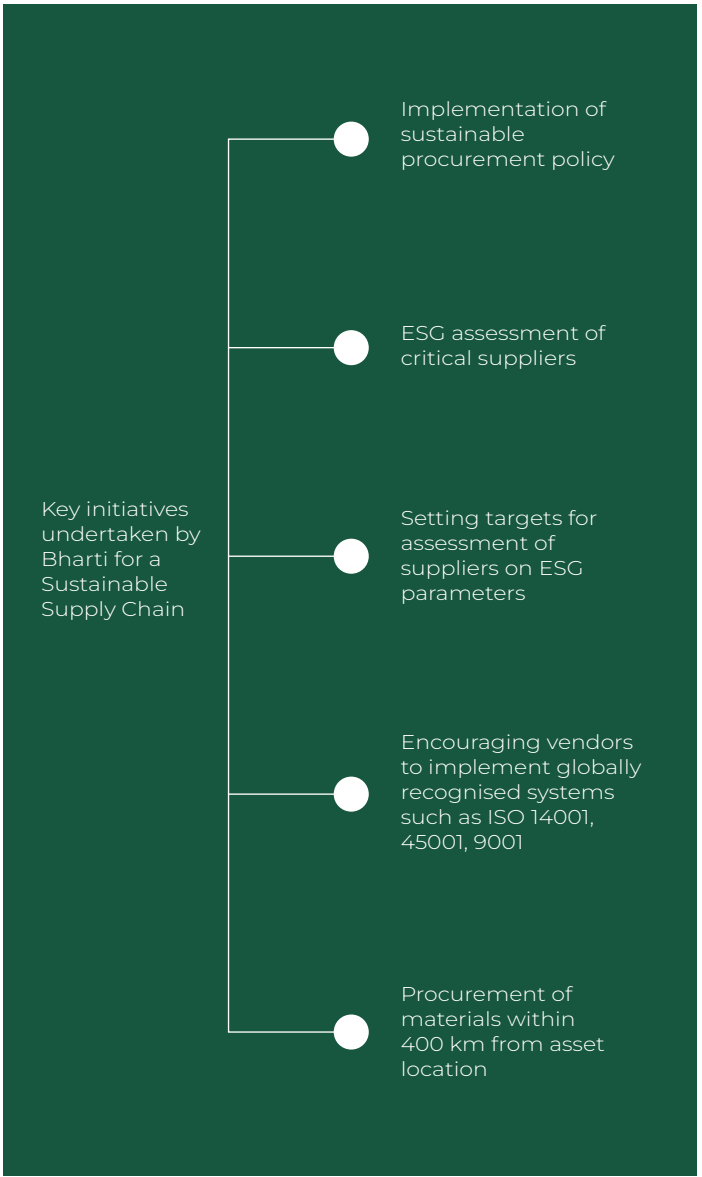 Key initiatives
undertaken by
Bharti for a
Sustainable
Supply Chain
Implementation of
sustainable
procurement policy
ESG assessment of
critical suppliers
Setting targets for
assessment of
suppliers on ESG
parameters
Encouraging vendors
to implement globally
recognised systems
such as ISO 14001,
45001, 9001
Procurement of
materials within
400 km from asset
location